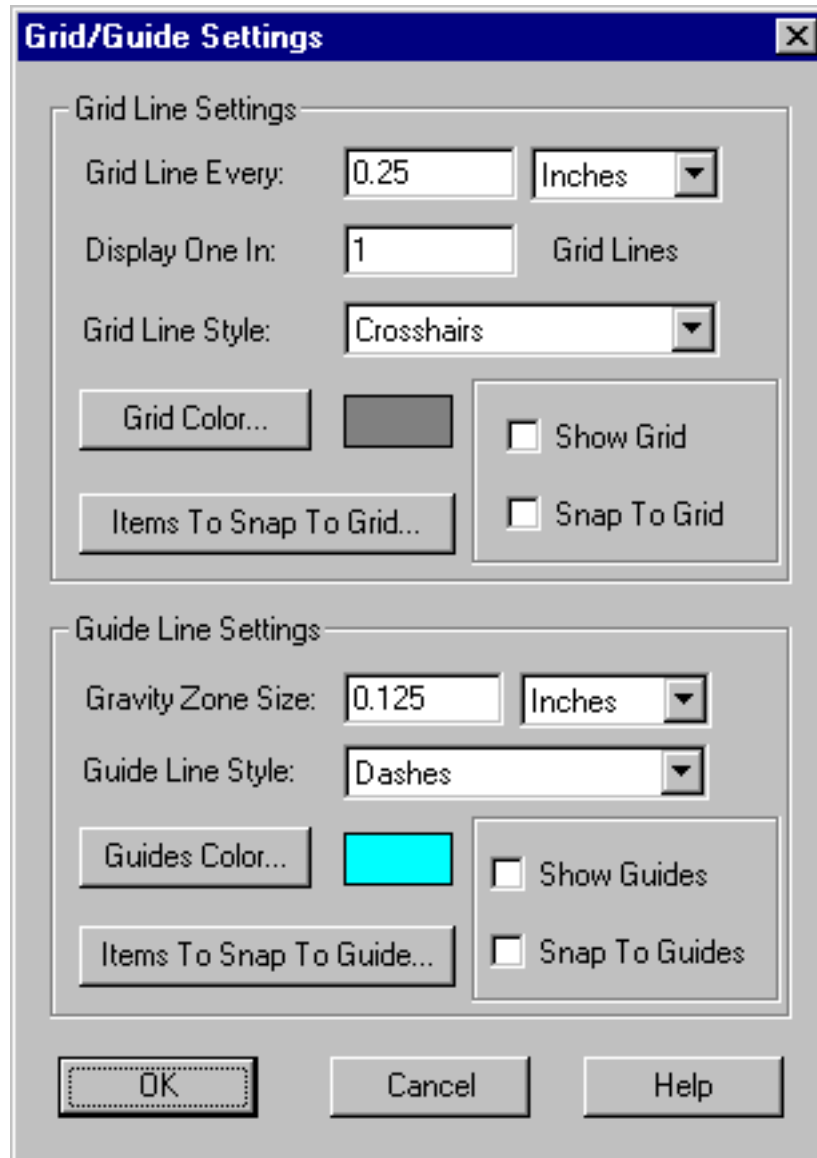 Grid/Guide Settings
Grid Line Settings
Grid Line Every: 0.25 Inches
Display One In: 1 Grid Lines
Grid Line Style: Crosshairs
Grid Color...
Show Grid
Items To Snap To Grid...
Snap To Grid
Guide Line Settings
Gravity Zone Size: 0.125 Inches
Guide Line Style: Dashes
Guides Color...
Show Guides
Items To Snap To Guide...
Snap To Guides
OK Cancel Help